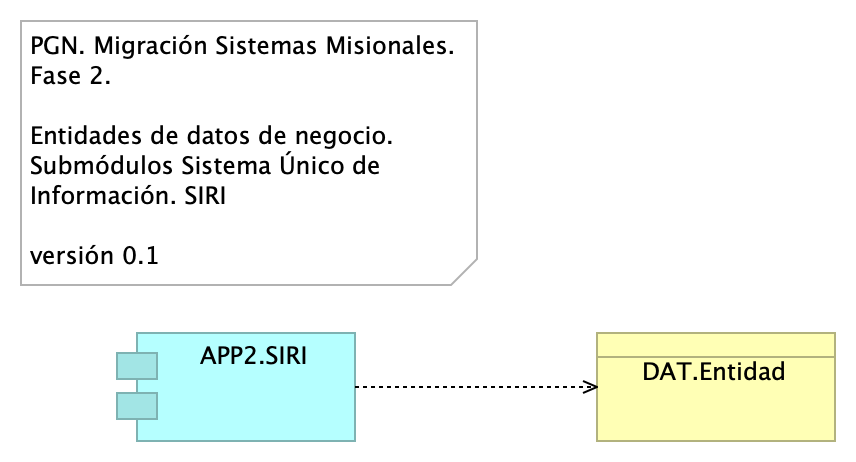 PGN. Migración Sistemas Misionales.
Fase 2.
Entidades de datos de negocio.
Submódulos Sistema Único de
Información. SIRI
versión 0.1
APP2.SIRI
DAT.Entidad